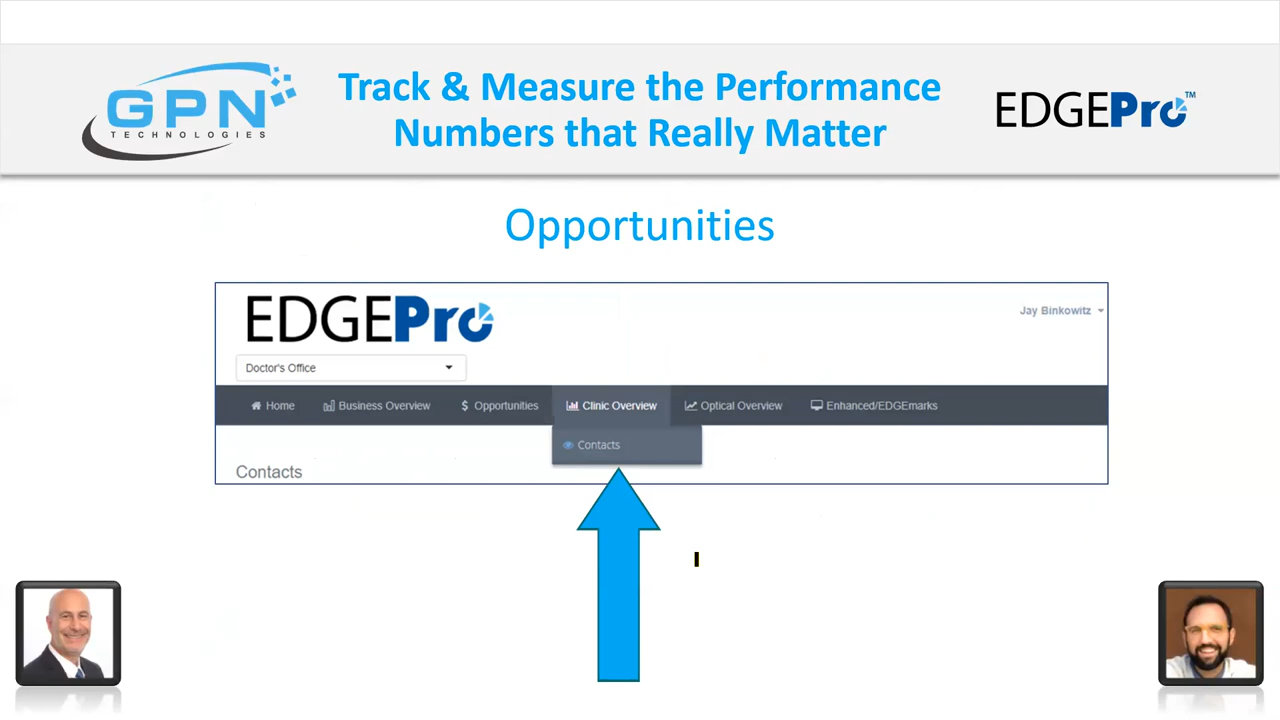 GPN
TECHNOLOGIES
Track & Measure the Performance
Numbers that Really Matter
EDGEPro™
Opportunities
EDGEPro
Jay Binkowitz
Doctor's Office
Home Business Overview $ Opportunities Clinic Overview Optical Overview Enhanced/EDGEmarks
Contacts
Contacts